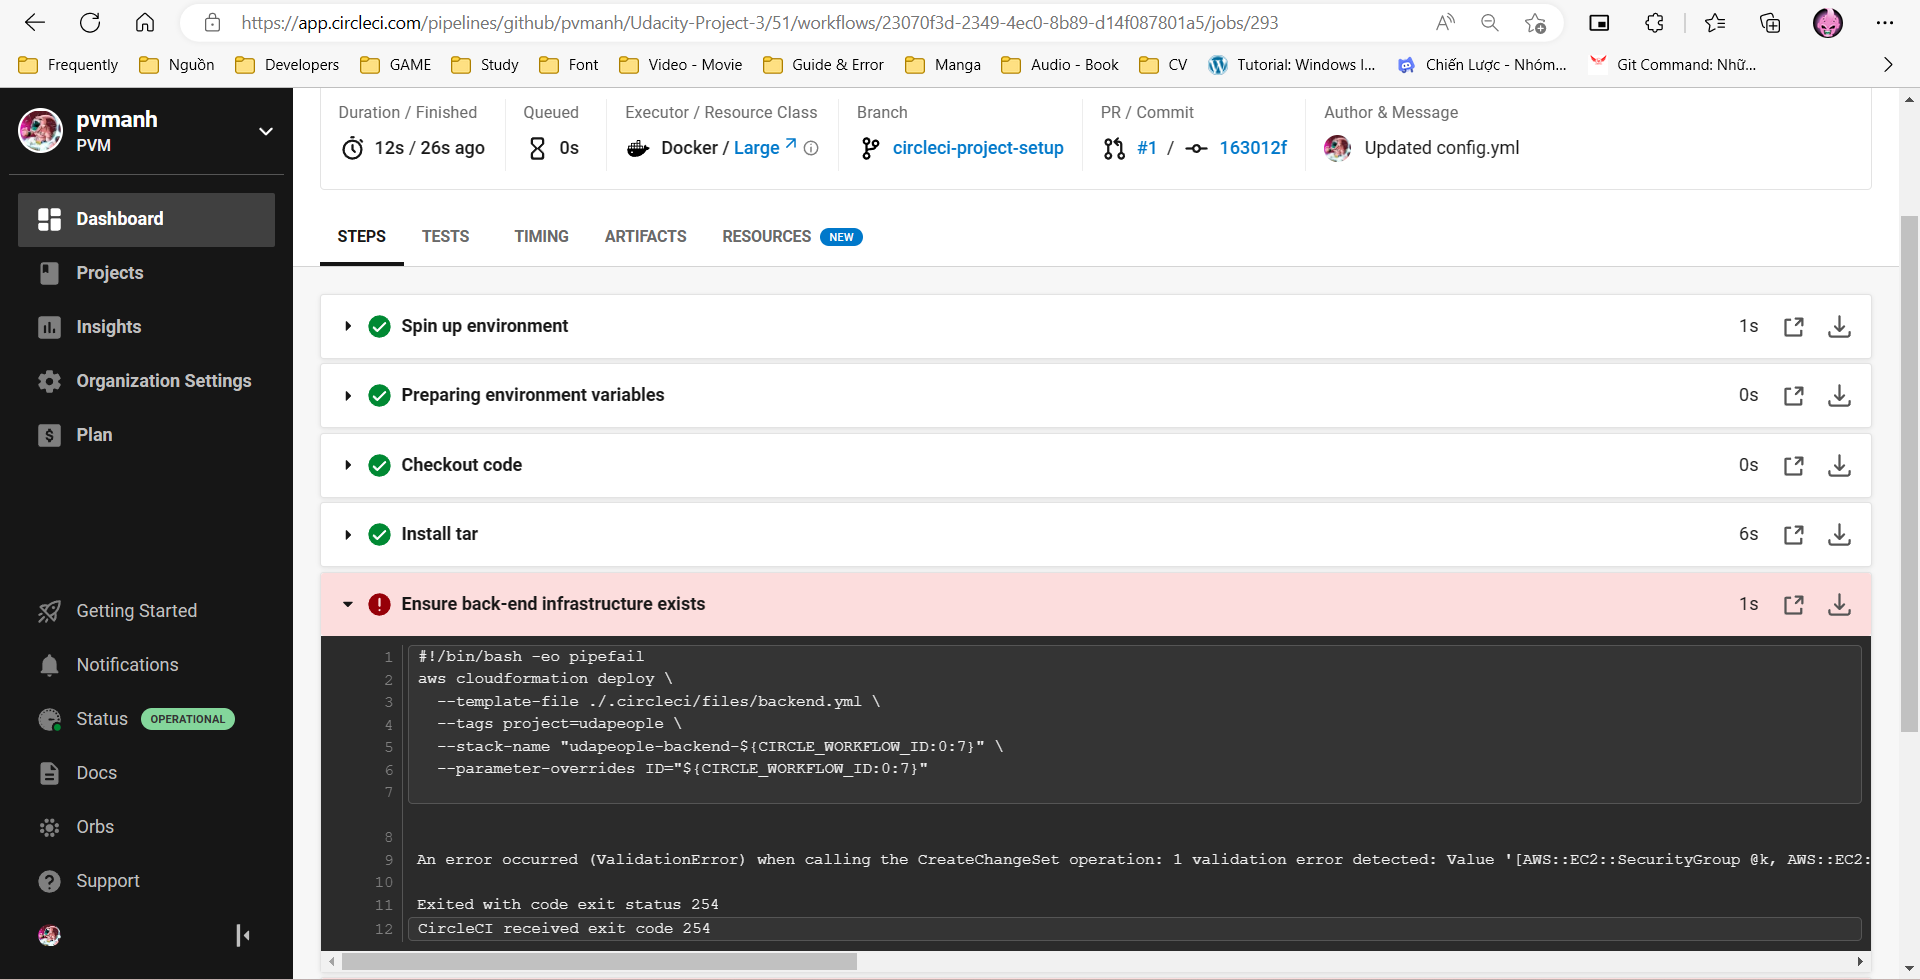 https://app.circleci.com/pipelines/github/pvmanh/Udacity-Project-3/51/workflows/23070f3d-2349-4ec0-8b89-d14f087801a5/jobs/293
Frequently Nguồn Developers GAME Study Font Video - Movie Guide & Error Manga Audio - Book CV Tutorial: Windows I... Chiến Lược - Nhóm... Git Command: Nhữ...
pvmanh
PVM
Dashboard
Projects
Insights
Organization Settings
Plan
Getting Started
Notifications
Status OPERATIONAL
Docs
Orbs
Support
Duration / Finished Queued Executor / Resource Class Branch PR / Commit Author & Message
12s / 26s ago 0s Docker / Large circleci-project-setup #1 / 163012f Updated config.yml
STEPS TESTS TIMING ARTIFACTS RESOURCES NEW
Spin up environment 1s
Preparing environment variables 0s
Checkout code 0s
Install tar 6s
Ensure back-end infrastructure exists 1s
1 #!/bin/bash -eo pipefail
2 aws cloudformation deploy \
3 --template-file ./.circleci/files/backend.yml \
4 --tags project=udapeople \
5 --stack-name "udapeople-backend-${CIRCLE_WORKFLOW_ID:0:7}" \
6 --parameter-overrides ID="${CIRCLE_WORKFLOW_ID:0:7}"
7
8
9 An error occurred (ValidationError) when calling the CreateChangeSet operation: 1 validation error detected: Value '[AWS::EC2::SecurityGroup @k, AWS::EC2:
10
11 Exited with code exit status 254
12 CircleCI received exit code 254